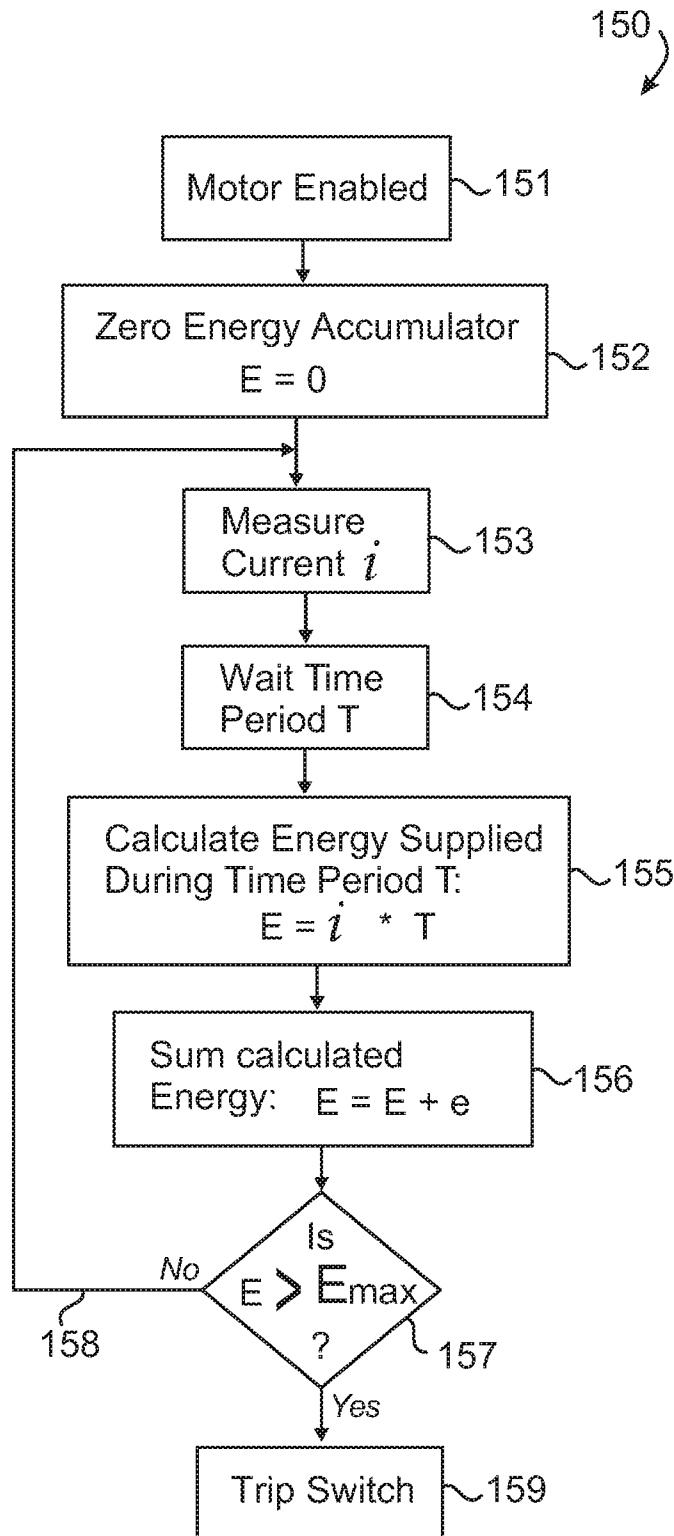 150
Motor Enabled
151
Zero Energy Accumulator
E = 0
152
Measure
Current i
153
Wait Time
Period T
154
Calculate Energy Supplied
During Time Period T:
E = i * T
155
Sum calculated
Energy: E = E + e
156
Is
E > Emax
?
No
158
157
Yes
Trip Switch
159